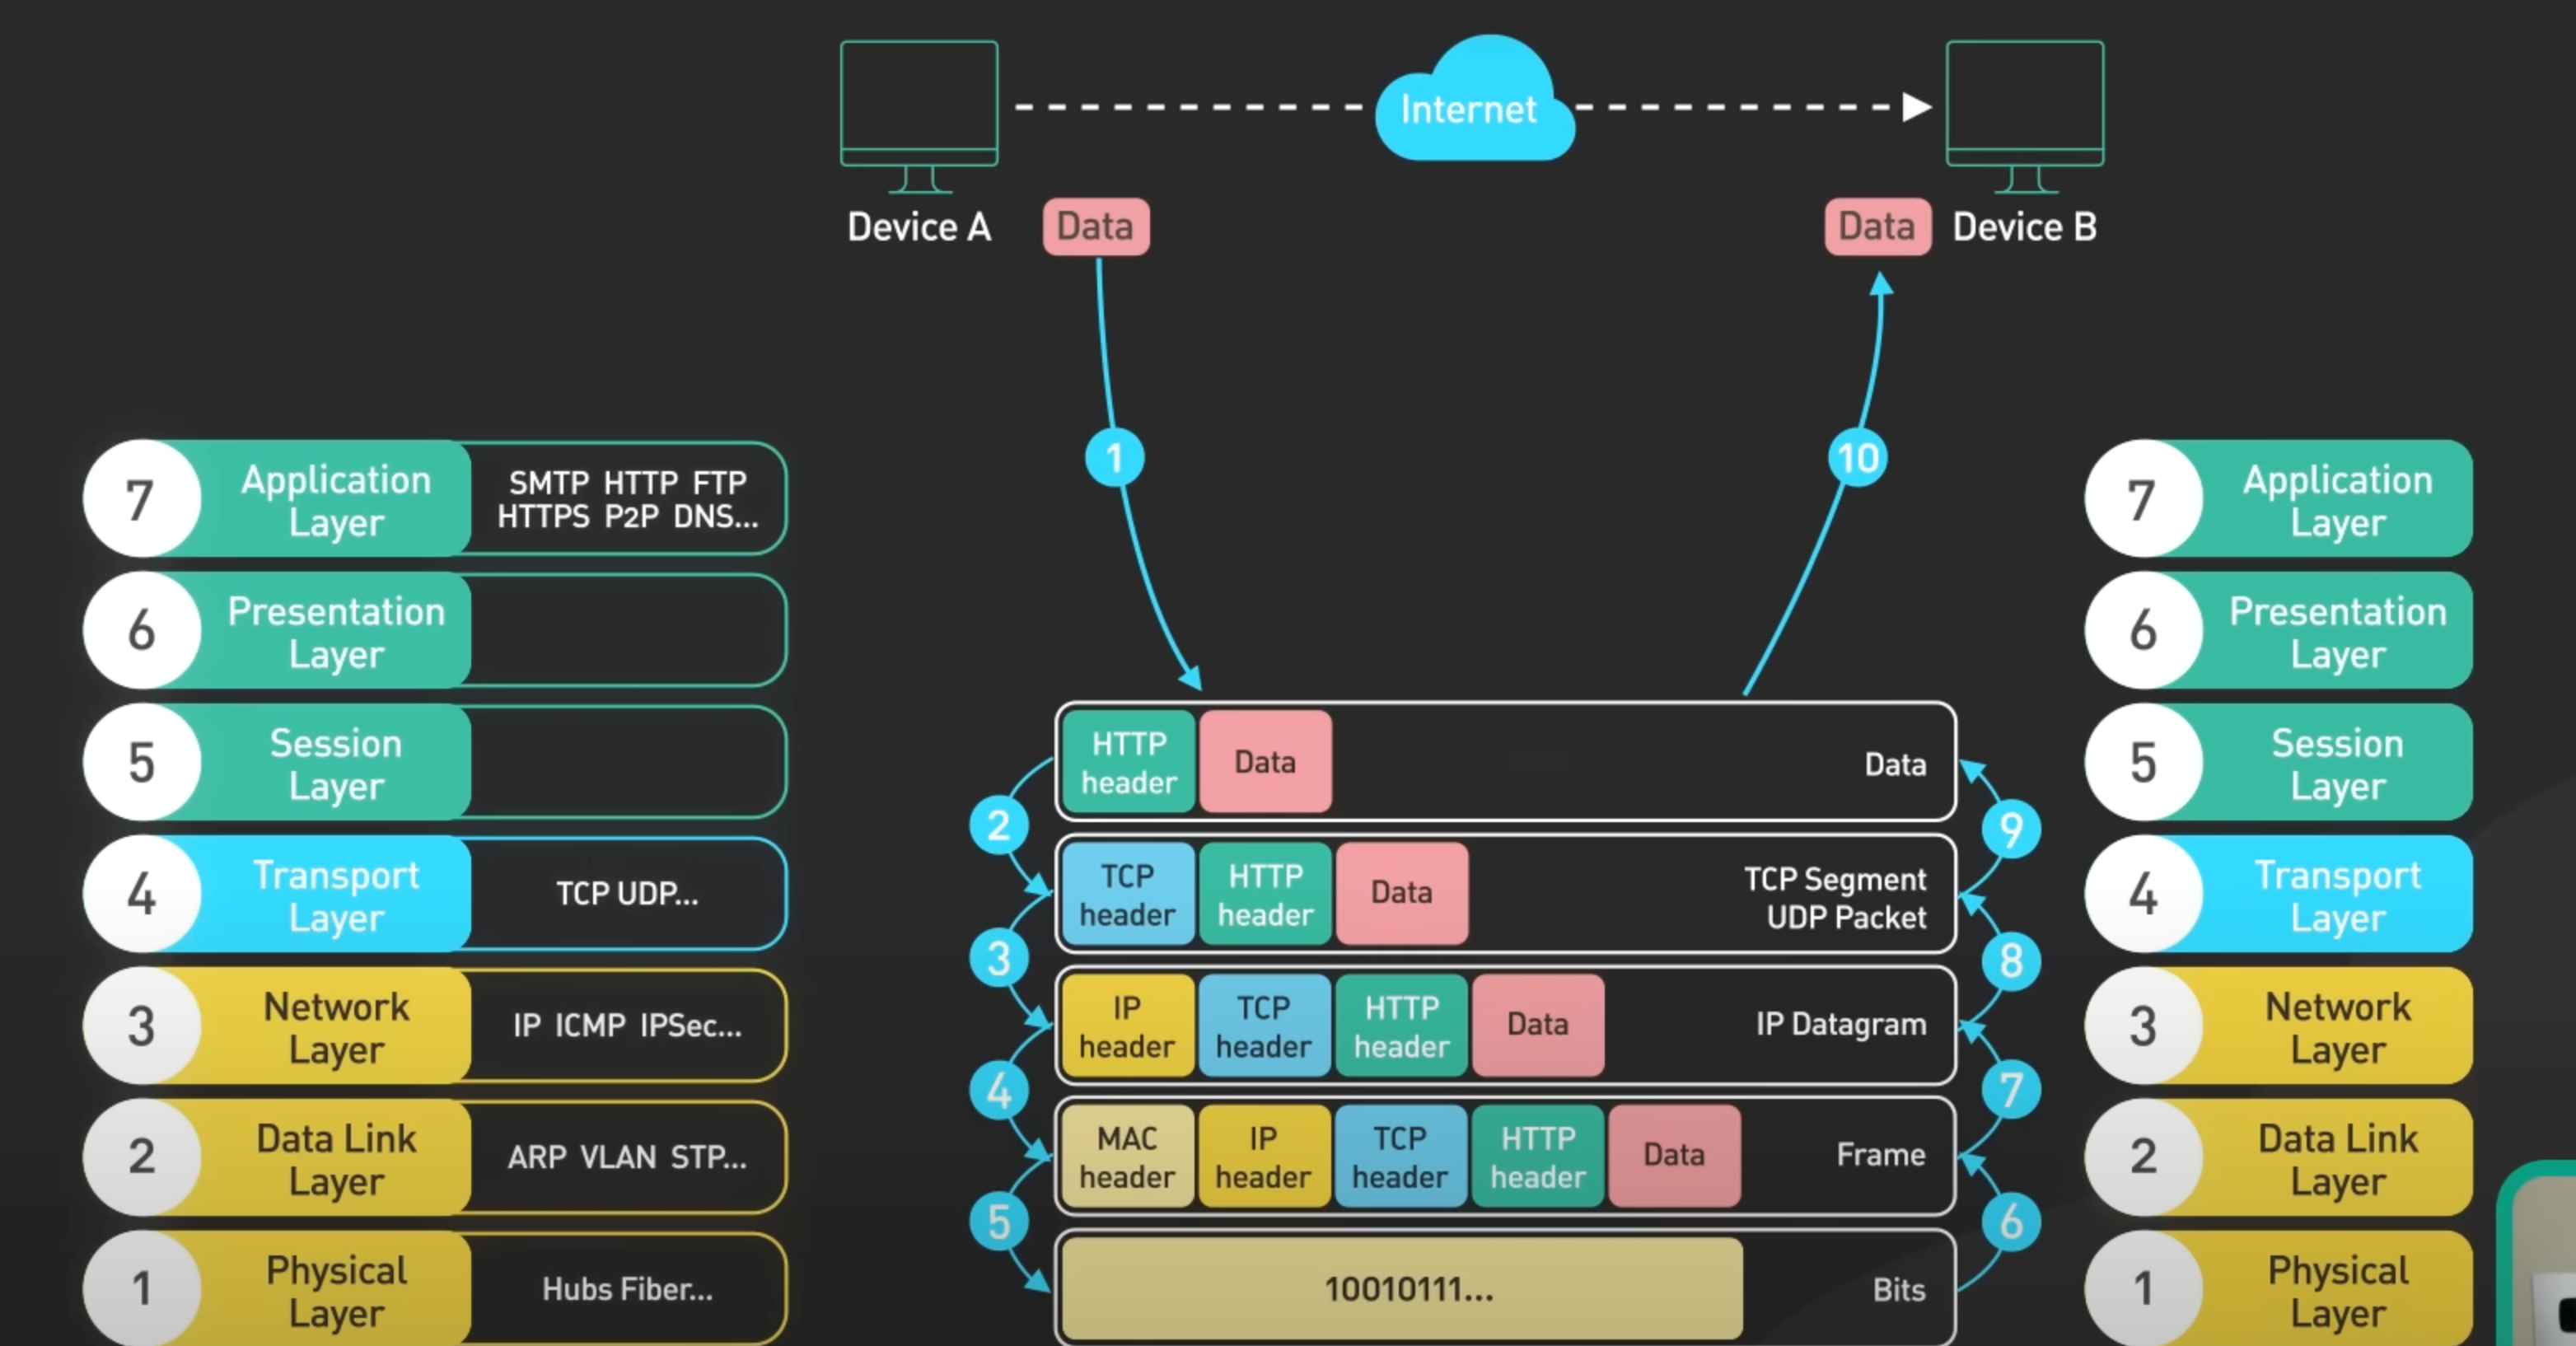 Internet
Device A
Data
Data
Device B
1
10
7
Application
Layer
SMTP HTTP FTP
HTTPS P2P DNS...
6
Presentation
Layer
5
Session
Layer
4
Transport
Layer
TCP UDP...
3
Network
Layer
IP ICMP IPSec...
2
Data Link
Layer
ARP VLAN STP...
1
Physical
Layer
Hubs Fiber...
HTTP
header
Data
Data
2
9
TCP
header
HTTP
header
Data
TCP Segment
UDP Packet
3
8
IP
header
TCP
header
HTTP
header
Data
IP Datagram
4
7
MAC
header
IP
header
TCP
header
HTTP
header
Data
Frame
5
6
10010111...
Bits
7
Application
Layer
6
Presentation
Layer
5
Session
Layer
4
Transport
Layer
3
Network
Layer
2
Data Link
Layer
1
Physical
Layer